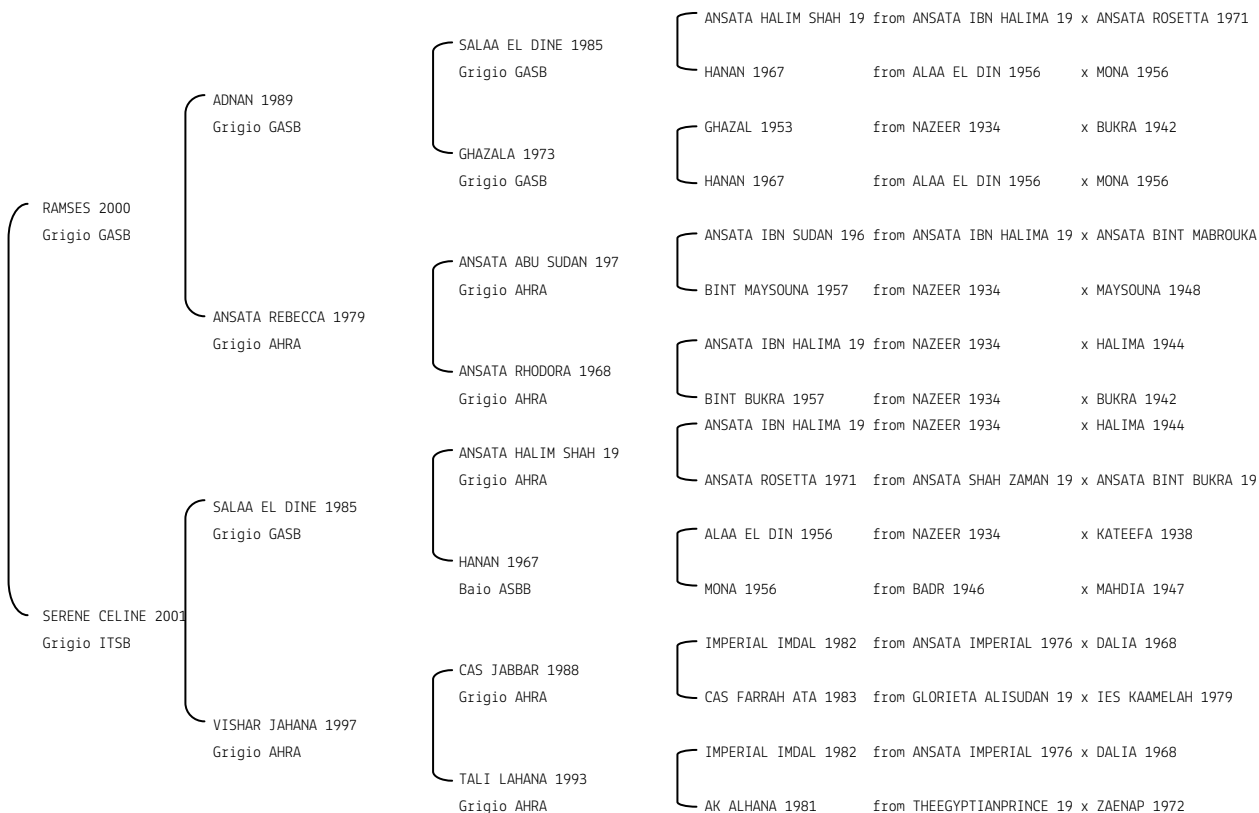 ANSATA HALIM SHAH 19 from ANSATA IBN HALIMA 19 x ANSATA ROSETTA 1971
SALAA EL DINE 1985
Grigio GASB
HANAN 1967 from ALAA EL DIN 1956 x MONA 1956
ADNAN 1989
Grigio GASB
GHAZAL 1953 from NAZEER 1934 x BUKRA 1942
GHAZALA 1973
Grigio GASB
HANAN 1967 from ALAA EL DIN 1956 x MONA 1956
RAMSES 2000
Grigio GASB
ANSATA IBN SUDAN 196 from ANSATA IBN HALIMA 19 x ANSATA BINT MABROUKA
ANSATA ABU SUDAN 197
Grigio AHRA
BINT MAYSOUNA 1957 from NAZEER 1934 x MAYSOUNA 1948
ANSATA REBECCA 1979
Grigio AHRA
ANSATA IBN HALIMA 19 from NAZEER 1934 x HALIMA 1944
ANSATA RHODORA 1968
Grigio AHRA
BINT BUKRA 1957 from NAZEER 1934 x BUKRA 1942
ANSATA IBN HALIMA 19 from NAZEER 1934 x HALIMA 1944
ANSATA HALIM SHAH 19
Grigio AHRA
ANSATA ROSETTA 1971 from ANSATA SHAH ZAMAN 19 x ANSATA BINT BUKRA 19
SALAA EL DINE 1985
Grigio GASB
ALAA EL DIN 1956 from NAZEER 1934 x KATEEFA 1938
HANAN 1967
Baio ASBB
MONA 1956 from BADR 1946 x MAHDIA 1947
SERENE CELINE 2001
Grigio ITSB
IMPERIAL IMDAL 1982 from ANSATA IMPERIAL 1976 x DALIA 1968
CAS JABBAR 1988
Grigio AHRA
CAS FARRAH ATA 1983 from GLORIETA ALISUDAN 19 x IES KAAMELAH 1979
VISHAR JAHANA 1997
Grigio AHRA
IMPERIAL IMDAL 1982 from ANSATA IMPERIAL 1976 x DALIA 1968
TALI LAHANA 1993
Grigio AHRA
AK ALHANA 1981 from THEEGYPTIANPRINCE 19 x ZAENAP 1972